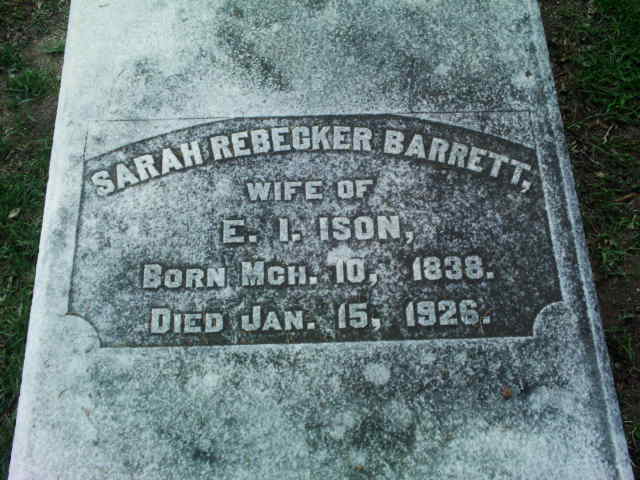 SARAH REBECKER BARRETT,
WIFE OF
E. I. ISON,
BORN MCH. 10, 1838.
DIED JAN. 15, 1926.